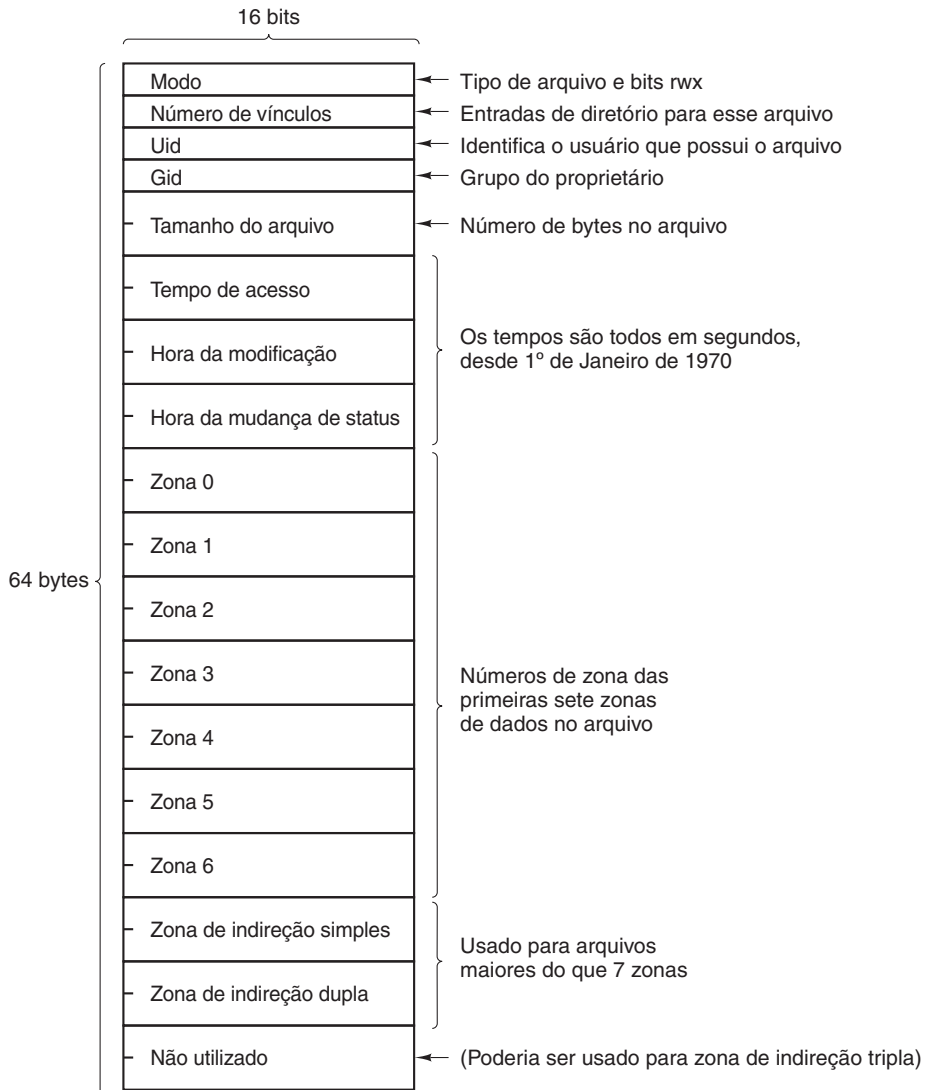 16 bits
Modo
Tipo de arquivo e bits rwx
Número de vínculos
Entradas de diretório para esse arquivo
Uid
Identifica o usuário que possui o arquivo
Gid
Grupo do proprietário
Tamanho do arquivo
Número de bytes no arquivo
Tempo de acesso
Hora da modificação
Hora da mudança de status
Os tempos são todos em segundos,
desde 1º de Janeiro de 1970
64 bytes
Zona 0
Zona 1
Zona 2
Zona 3
Zona 4
Zona 5
Zona 6
Números de zona das
primeiras sete zonas
de dados no arquivo
Zona de indireção simples
Zona de indireção dupla
Usado para arquivos
maiores do que 7 zonas
Não utilizado
(Poderia ser usado para zona de indireção tripla)